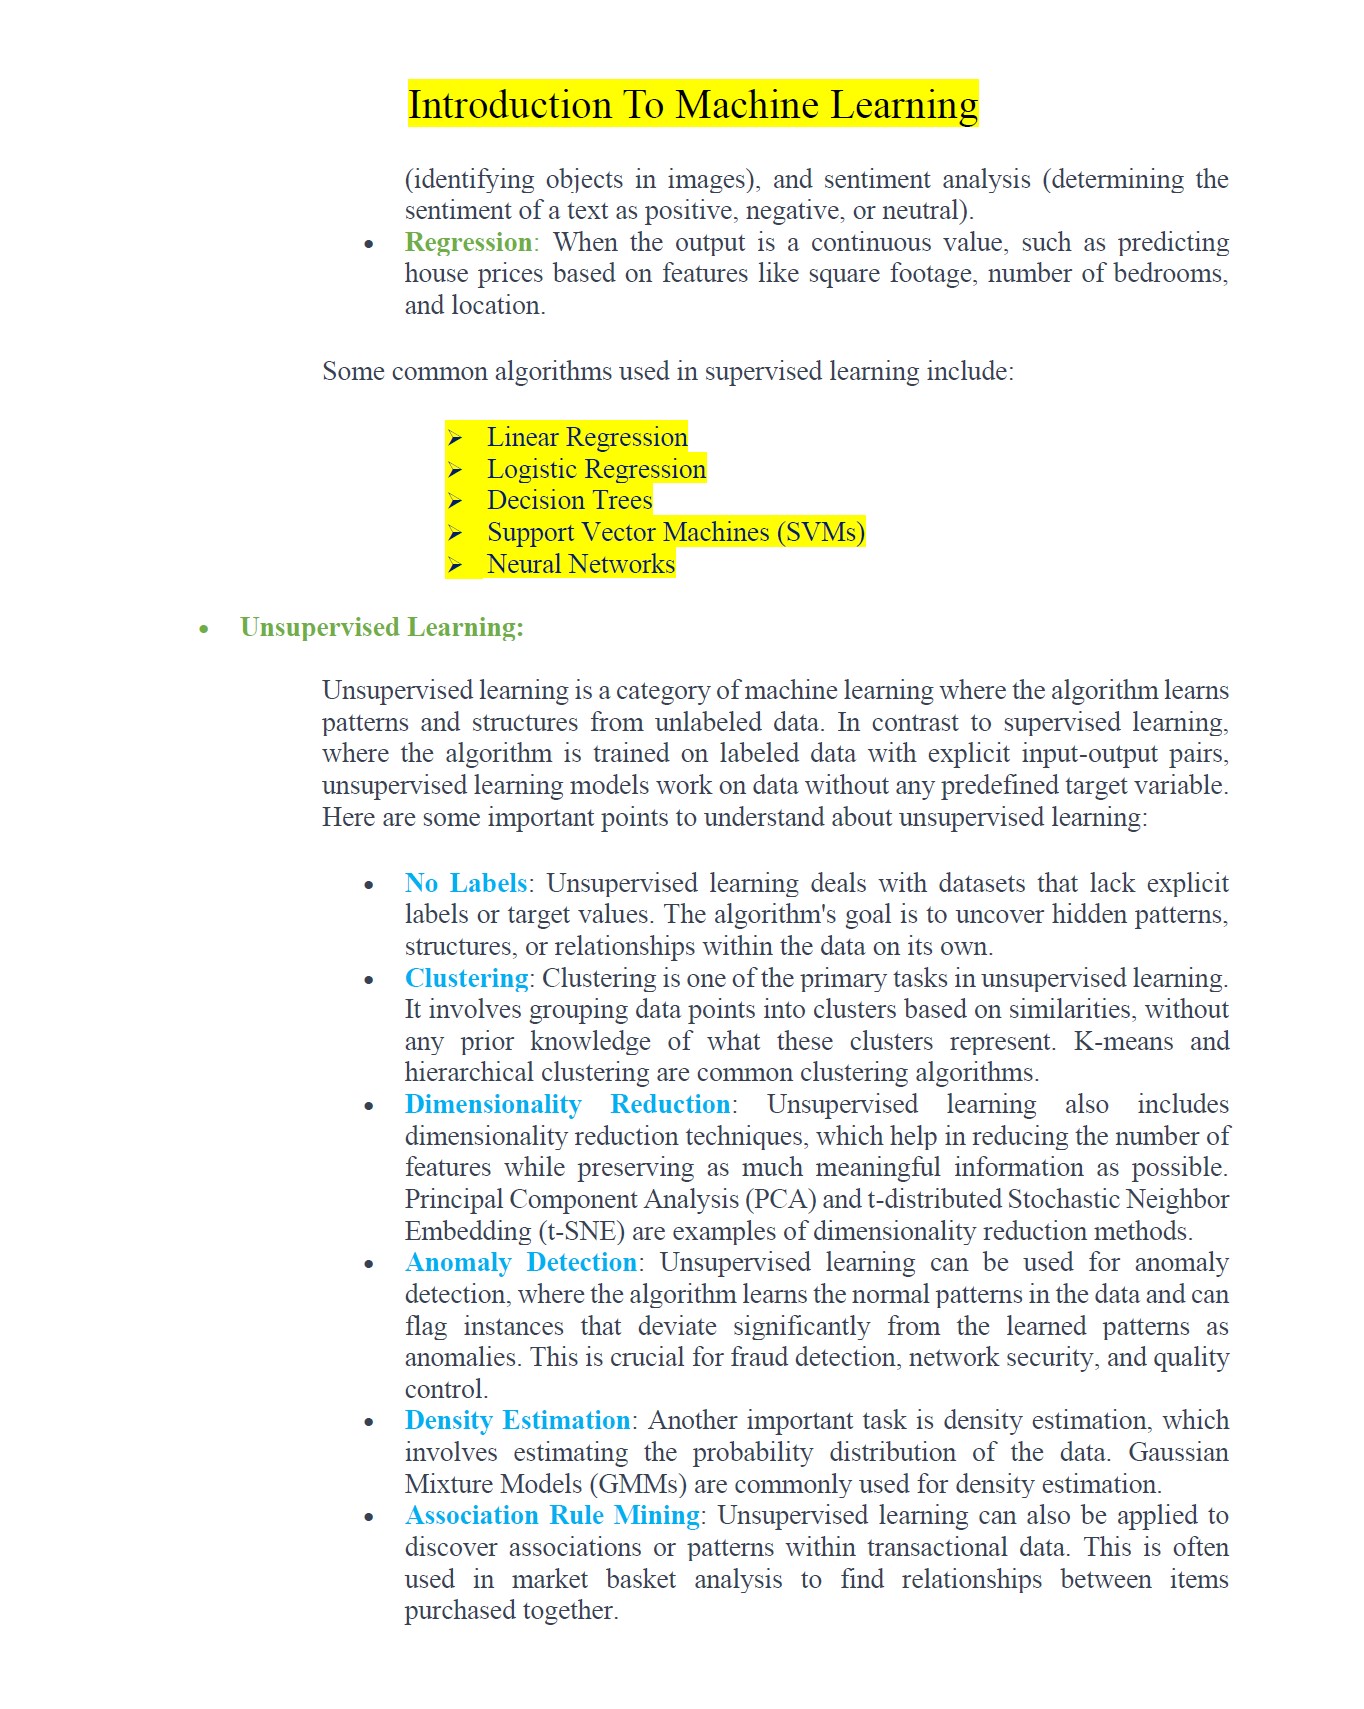 Introduction To Machine Learning
(identifying objects in images), and sentiment analysis (determining the
sentiment of a text as positive, negative, or neutral).
• Regression: When the output is a continuous value, such as predicting
house prices based on features like square footage, number of bedrooms,
and location.
Some common algorithms used in supervised learning include:
➢ Linear Regression
➢ Logistic Regression
➢ Decision Trees
➢ Support Vector Machines (SVMs)
➢ Neural Networks
• Unsupervised Learning:
Unsupervised learning is a category of machine learning where the algorithm learns
patterns and structures from unlabeled data. In contrast to supervised learning,
where the algorithm is trained on labeled data with explicit input-output pairs,
unsupervised learning models work on data without any predefined target variable.
Here are some important points to understand about unsupervised learning:
• No Labels: Unsupervised learning deals with datasets that lack explicit
labels or target values. The algorithm's goal is to uncover hidden patterns,
structures, or relationships within the data on its own.
• Clustering: Clustering is one of the primary tasks in unsupervised learning.
It involves grouping data points into clusters based on similarities, without
any prior knowledge of what these clusters represent. K-means and
hierarchical clustering are common clustering algorithms.
• Dimensionality Reduction: Unsupervised learning also includes
dimensionality reduction techniques, which help in reducing the number of
features while preserving as much meaningful information as possible.
Principal Component Analysis (PCA) and t-distributed Stochastic Neighbor
Embedding (t-SNE) are examples of dimensionality reduction methods.
• Anomaly Detection: Unsupervised learning can be used for anomaly
detection, where the algorithm learns the normal patterns in the data and can
flag instances that deviate significantly from the learned patterns as
anomalies. This is crucial for fraud detection, network security, and quality
control.
• Density Estimation: Another important task is density estimation, which
involves estimating the probability distribution of the data. Gaussian
Mixture Models (GMMs) are commonly used for density estimation.
• Association Rule Mining: Unsupervised learning can also be applied to
discover associations or patterns within transactional data. This is often
used in market basket analysis to find relationships between items
purchased together.